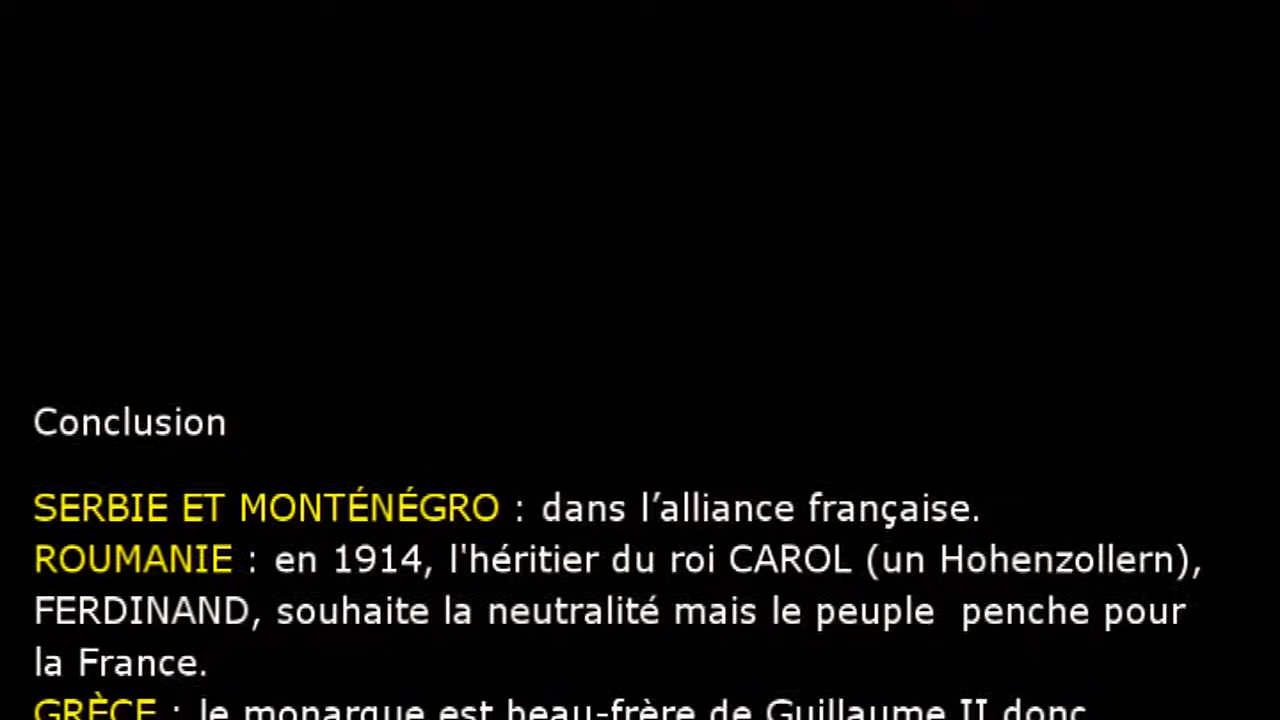 Conclusion
SERBIE ET MONTÉNÉGRO : dans l’alliance française.
ROUMANIE : en 1914, l'héritier du roi CAROL (un Hohenzollern),
FERDINAND, souhaite la neutralité mais le peuple  penche pour
la France.
GRÈCE : le monarque est beau-frère de Guillaume II donc